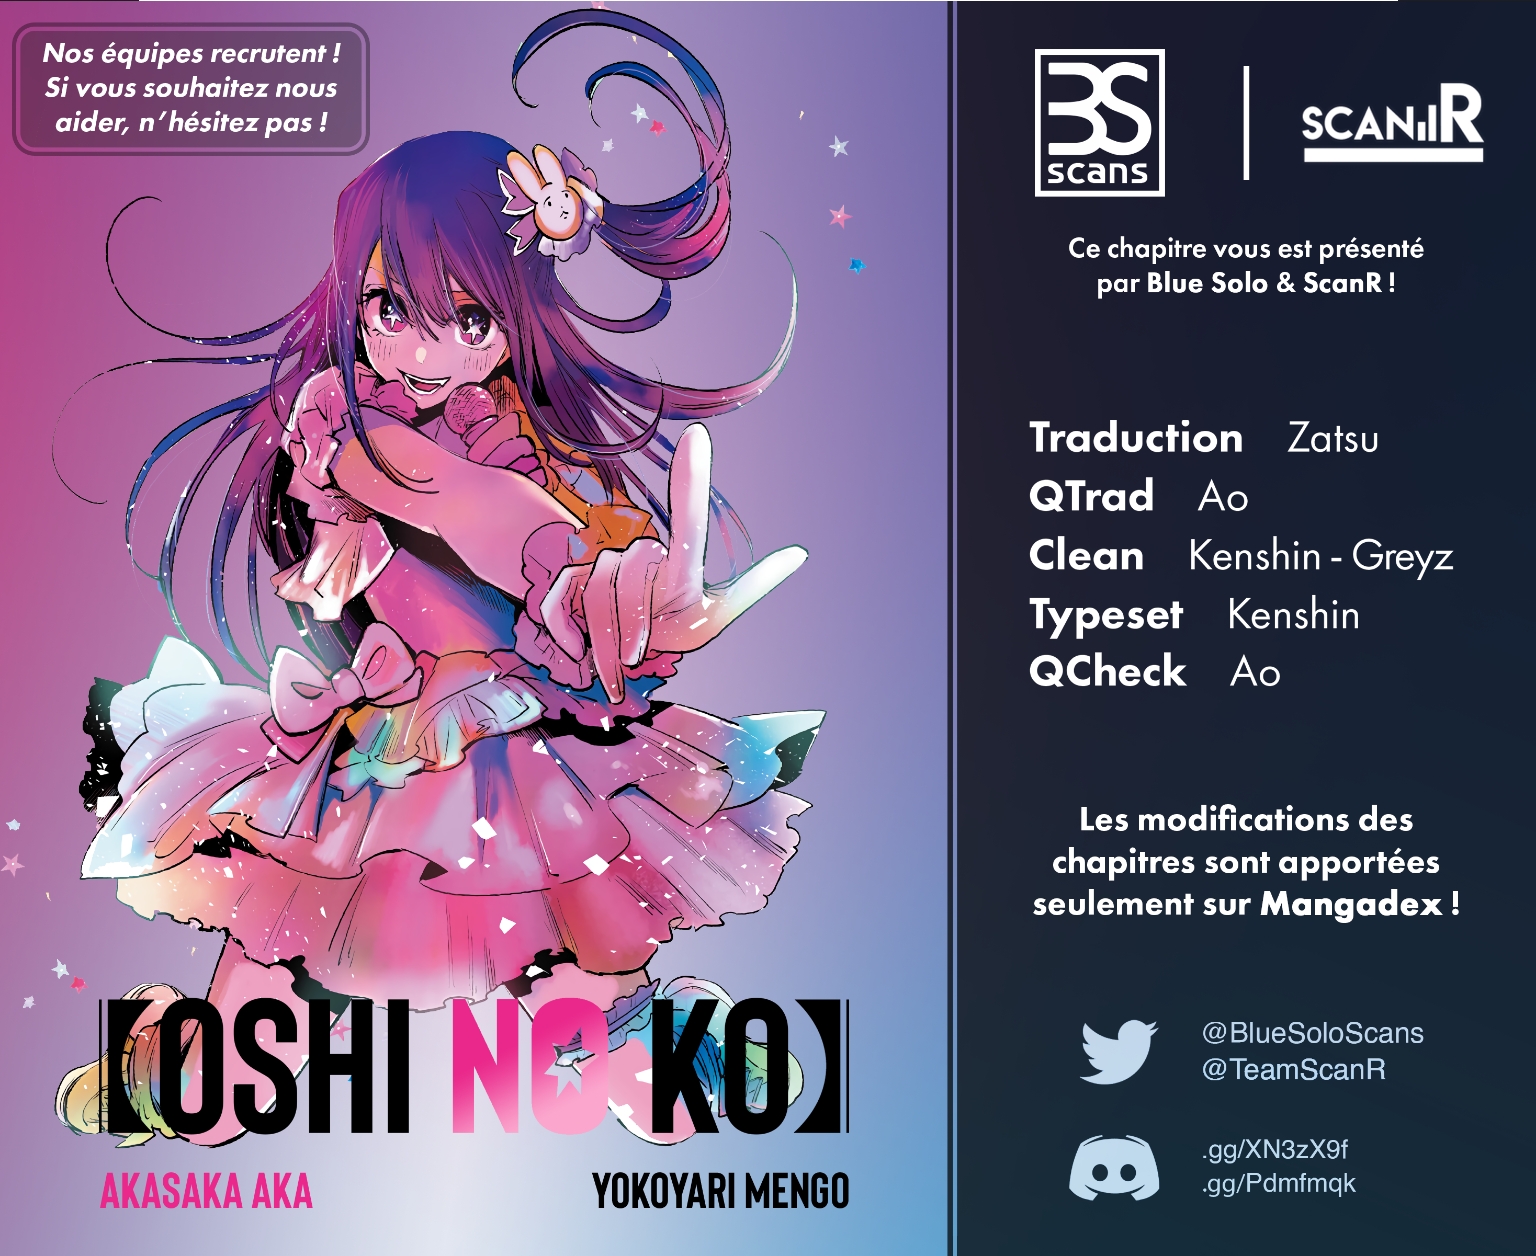 Nos équipes recrutent !
Si vous souhaitez nous
aider, n'hésitez pas !
【OSHI NO KO】
AKASAKA AKA
YOKOYARI MENGO
BS
scans
SCANR
Ce chapitre vous est présenté
par Blue Solo & ScanR !
Traduction Zatsu
QTrad Ao
Clean Kenshin - Greyz
Typeset Kenshin
QCheck Ao
Les modifications des
chapitres sont apportées
seulement sur Mangadex !
@BlueSoloScans
@TeamScanR
.gg/XN3zX9f
.gg/Pdmfmqk